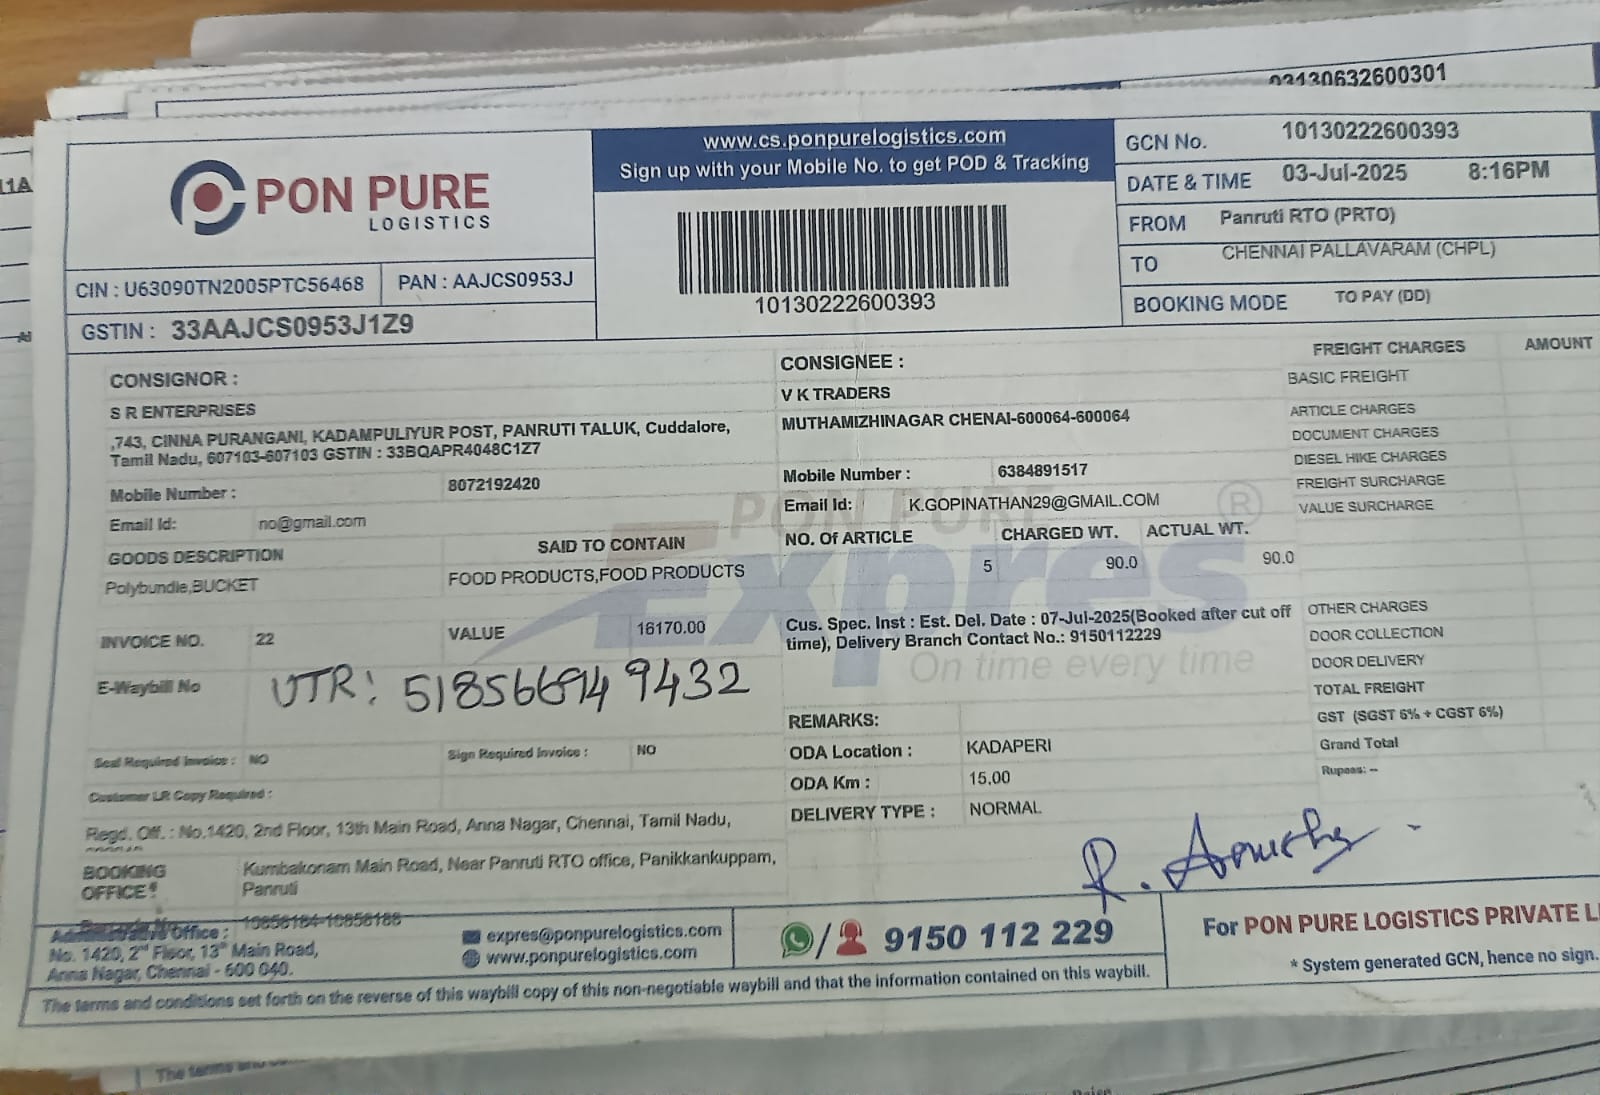 03130632600301
11A
PON PURE
LOGISTICS
CIN : U63090TN2005PTC56468
PAN : AAJCS0953J
GSTIN : 33AAJCS0953J1Z9
www.cs.ponpurelogistics.com
Sign up with your Mobile No. to get POD & Tracking
10130222600393
GCN No. 10130222600393
DATE & TIME 03-Jul-2025 8:16PM
FROM Panruti RTO (PRTO)
TO CHENNAI PALLAVARAM (CHPL)
BOOKING MODE TO PAY (DD)
CONSIGNOR :
S R ENTERPRISES
,743, CINNA PURANGANI, KADAMPULIYUR POST, PANRUTI TALUK, Cuddalore,
Tamil Nadu, 607103-607103 GSTIN : 33BQAPR4048C1Z7
Mobile Number : 8072192420
Email Id: no@gmail.com
GOODS DESCRIPTION SAID TO CONTAIN
Polybundle,BUCKET FOOD PRODUCTS,FOOD PRODUCTS
INVOICE NO. 22 VALUE 16170.00
E-Waybill No UTR: 518566949432
Seal Required Invoice : NO Sign Required Invoice : NO
Customer LR Copy Required :
Regd. Off. : No.1420, 2nd Floor, 13th Main Road, Anna Nagar, Chennai, Tamil Nadu,
BOOKING OFFICE : Kumbakonam Main Road, Near Panruti RTO office, Panikkankuppam,
Panruti
CONSIGNEE :
V K TRADERS
MUTHAMIZHINAGAR CHENAI-600064-600064
Mobile Number : 6384891517
Email Id: K.GOPINATHAN29@GMAIL.COM
PON PURE
Expres
On time every time
®
NO. Of ARTICLE CHARGED WT. ACTUAL WT.
5 90.0 90.0
Cus. Spec. Inst : Est. Del. Date : 07-Jul-2025(Booked after cut off
time), Delivery Branch Contact No.: 9150112229
REMARKS:
ODA Location : KADAPERI
ODA Km : 15.00
DELIVERY TYPE : NORMAL
FREIGHT CHARGES AMOUNT
BASIC FREIGHT
ARTICLE CHARGES
DOCUMENT CHARGES
DIESEL HIKE CHARGES
FREIGHT SURCHARGE
VALUE SURCHARGE
OTHER CHARGES
DOOR COLLECTION
DOOR DELIVERY
TOTAL FREIGHT
GST (SGST 6% + CGST 6%)
Grand Total
Rupees: --
R. Anusha
10858184-10858188
Administrative Office :
No. 1420, 2nd Floor, 13th Main Road,
Anna Nagar, Chennai - 600 040.
expres@ponpurelogistics.com
www.ponpurelogistics.com
/ 9150 112 229
For PON PURE LOGISTICS PRIVATE LI
* System generated GCN, hence no sign.
The terms and conditions set forth on the reverse of this waybill copy of this non-negotiable waybill and that the information contained on this waybill.
The terms and